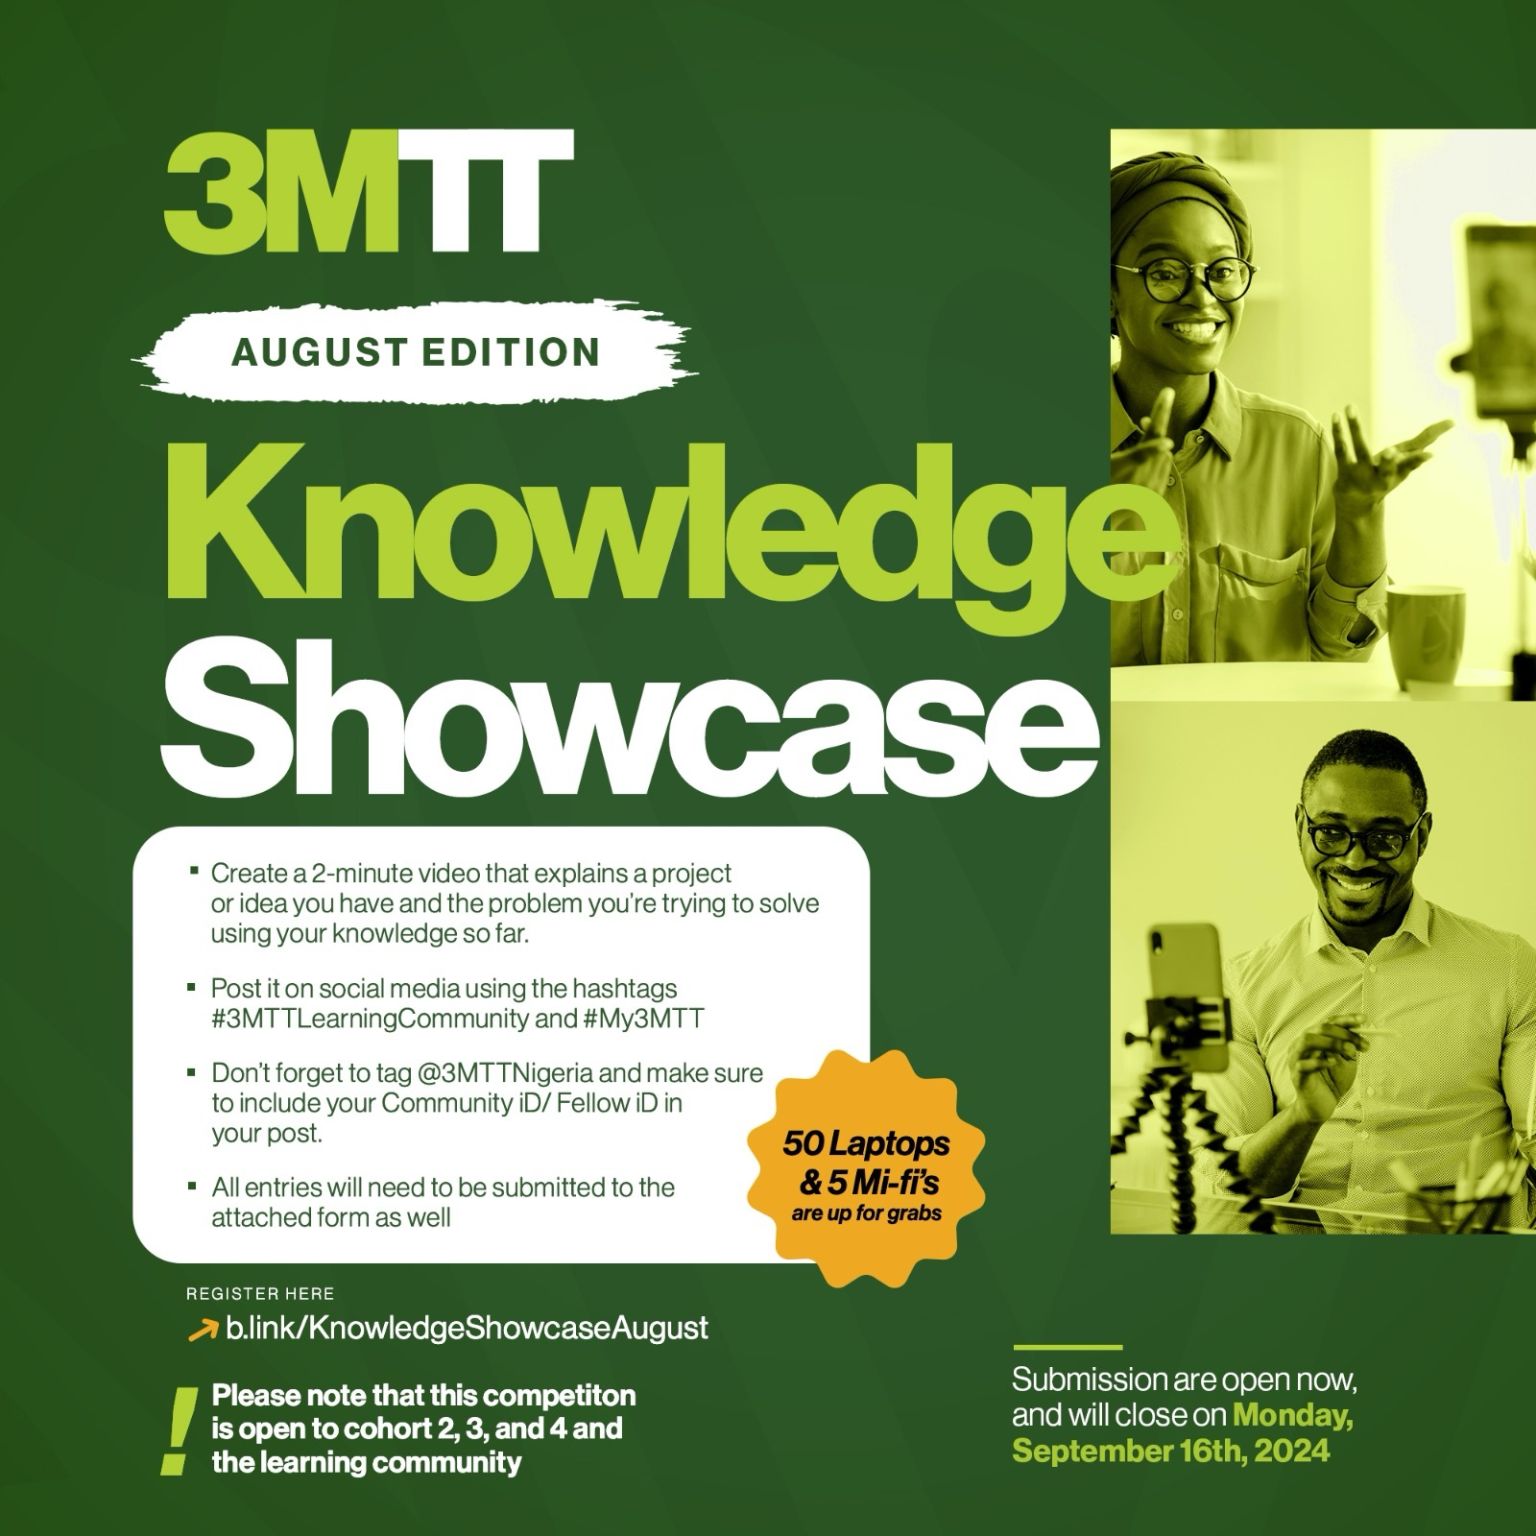 3MTT
AUGUST EDITION
Knowledge
Showcase
▪ Create a 2-minute video that explains a project
or idea you have and the problem you're trying to solve
using your knowledge so far.
▪ Post it on social media using the hashtags
#3MTTLearningCommunity and #My3MTT
▪ Don't forget to tag @3MTTNigeria and make sure
to include your Community iD/ Fellow iD in
your post.
▪ All entries will need to be submitted to the
attached form as well
50 Laptops
& 5 Mi-fi's
are up for grabs
REGISTER HERE
b.link/KnowledgeShowcaseAugust
! Please note that this competiton
is open to cohort 2, 3, and 4 and
the learning community
Submission are open now,
and will close on Monday,
September 16th, 2024